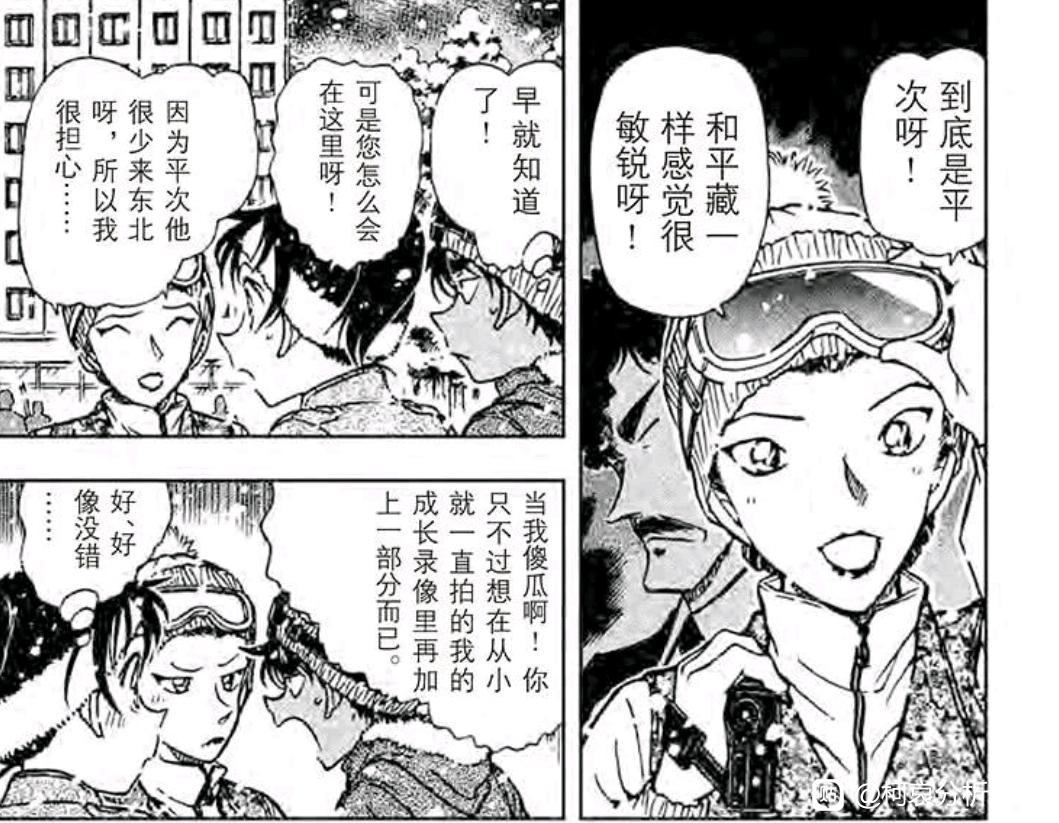 到底是平
次呀！
和平藏一
样感觉很
敏锐呀！
早就知道
了！
可是您怎么会
在这里呀！
因为平次他
很少来东北
呀，所以我
很担心……
当我傻瓜啊！你
只不过想在从小
就一直拍的我的
成长录像里再加
上一部分而已。
好、好
像没错
……
@柯哀分析